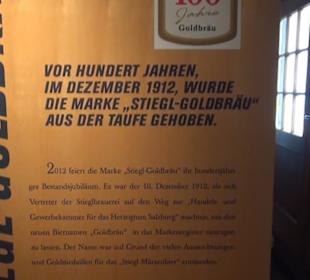 100
Jahre
Goldbräu
VOR HUNDERT JAHREN,
IM DEZEMBER 1912, WURDE
DIE MARKE „STIEGL-GOLDBRÄU“
AUS DER TAUFE GEHOBEN.
2012 feiert die Marke „Stiegl-Goldbräu“ ihr hundertjähri-
ges Bestandsjubiläum. Es war der 10. Dezember 1912, als sich
Vertreter der Stieglbrauerei auf den Weg zur „Handels- und
Gewerbekammer für das Herzogtum Salzburg“ machten, um den
neuen Biernamen „Goldbräu“ in das Markenregister eintragen
zu lassen. Der Name war auf Grund der vielen Auszeichnungen
und Goldmedaillen für das „Stiegl Märzenbier“ entstanden.
GOLDBRÄU